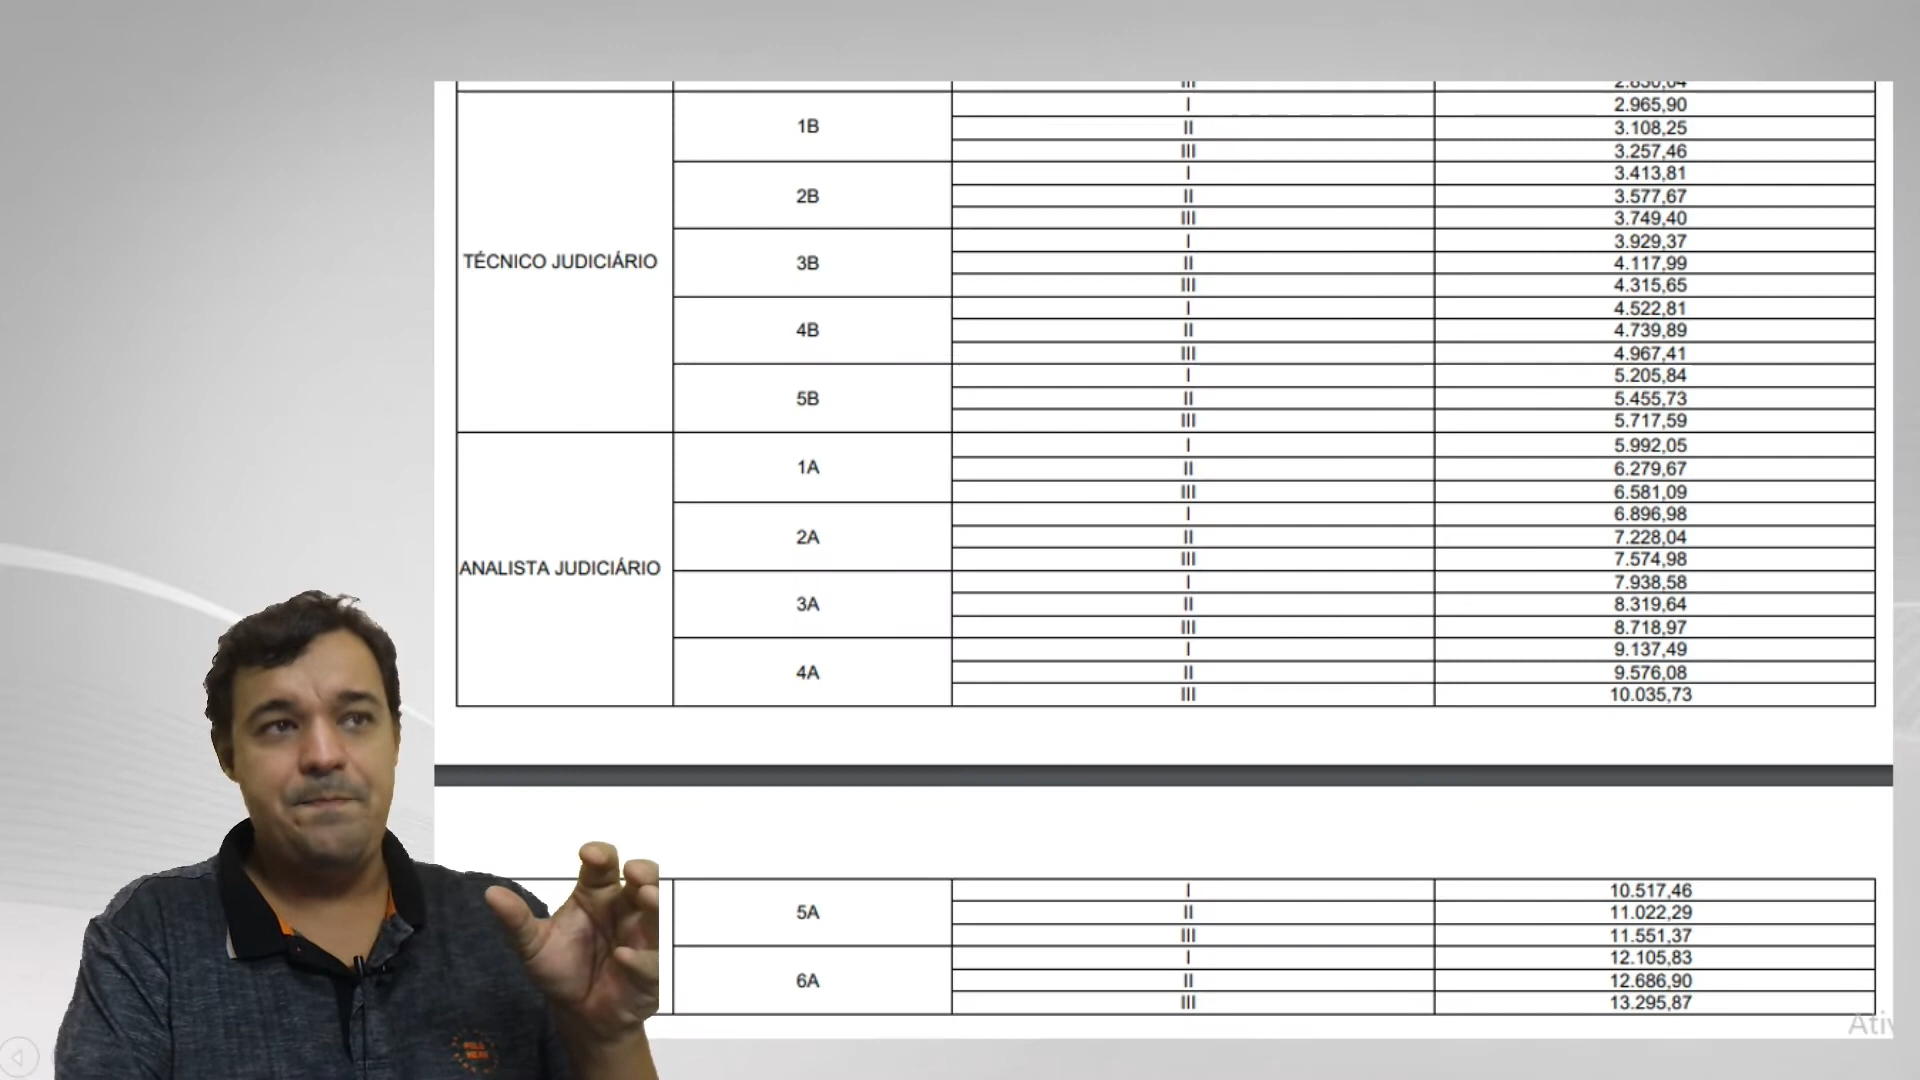 III 2.830,04
I 2.965,90
1B II 3.108,25
III 3.257,46
I 3.413,81
2B II 3.577,67
III 3.749,40
I 3.929,37
TÉCNICO JUDICIÁRIO 3B II 4.117,99
III 4.315,65
I 4.522,81
4B II 4.739,89
III 4.967,41
I 5.205,84
5B II 5.455,73
III 5.717,59
I 5.992,05
1A II 6.279,67
III 6.581,09
I 6.896,98
2A II 7.228,04
III 7.574,98
ANALISTA JUDICIÁRIO
I 7.938,58
3A II 8.319,64
III 8.718,97
I 9.137,49
4A II 9.576,08
III 10.035,73
I 10.517,46
5A II 11.022,29
III 11.551,37
I 12.105,83
6A II 12.686,90
III 13.295,87
Ativ